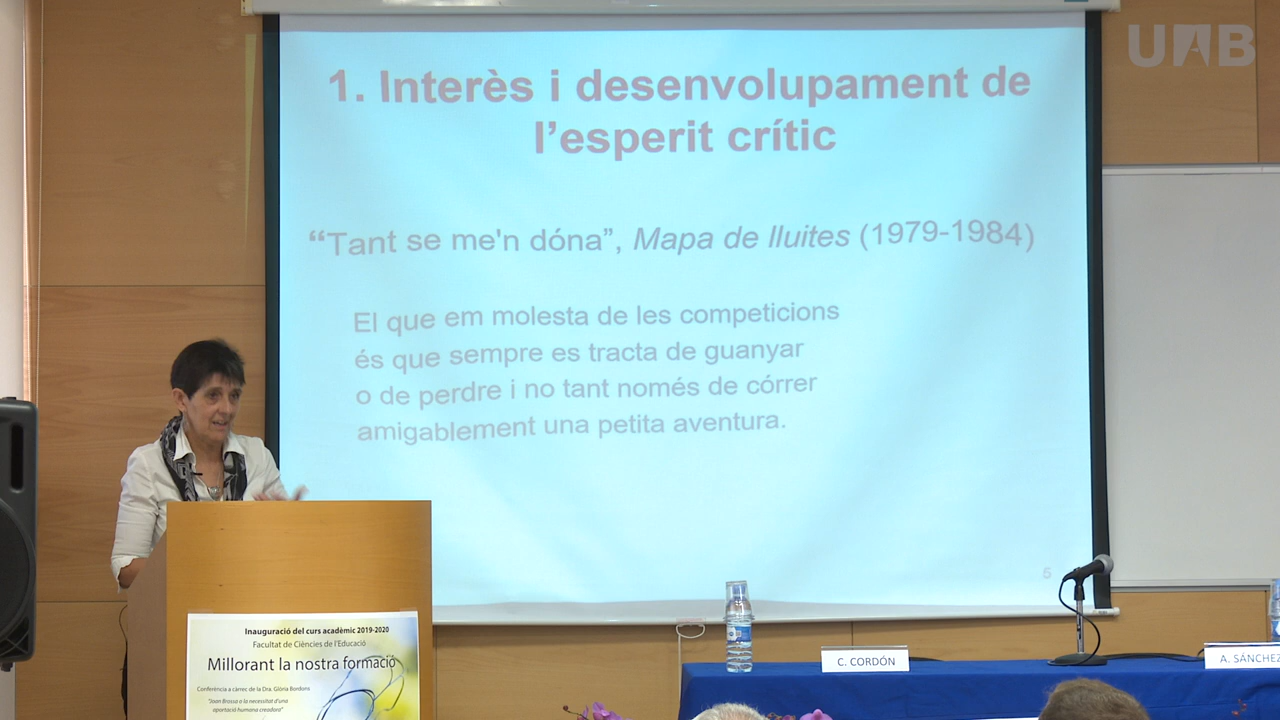 UAB
1. Interès i desenvolupament de
l'esperit crític
“Tant se me'n dóna”, Mapa de lluites (1979-1984)
El que em molesta de les competicions
és que sempre es tracta de guanyar
o de perdre i no tant només de córrer
amigablement una petita aventura.
5
C. CORDÓN
A. SÁNCHEZ
Inauguració del curs acadèmic 2019-2020
Facultat de Ciències de l'Educació
Millorant la nostra formació
Conferència a càrrec de la Dra. Glòria Bordons
"Joan Brossa o la necessitat d'una
aportació humana creadora"